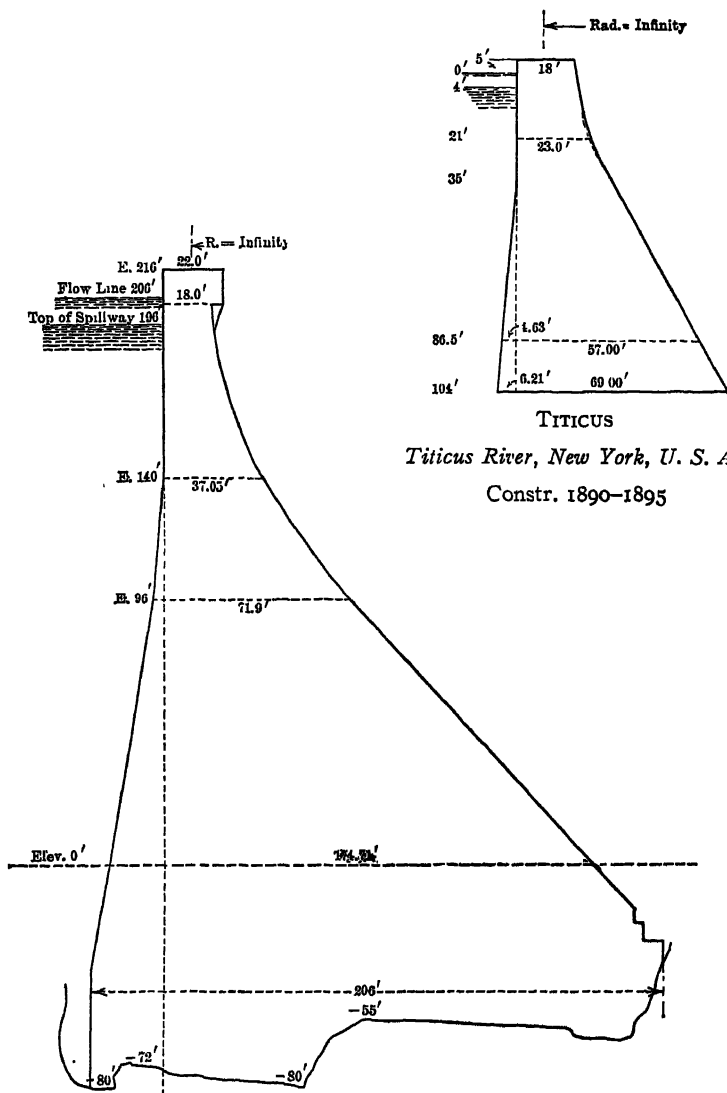 Rad.= Infinity
5'
0'
18'
4'
21'
23.0'
35'
86.5'
4.63'
57.00'
104'
6.21'
69 00'
TITICUS
Titicus River, New York, U. S. A
Constr. 1890–1895
R.= Infinity
E. 216'
22.0'
Flow Line 206'
18.0'
Top of Spillway 196
E. 140'
37.05'
E. 96'
71.9'
Elev. 0'
206'
–55'
–72'
–80'
–80'